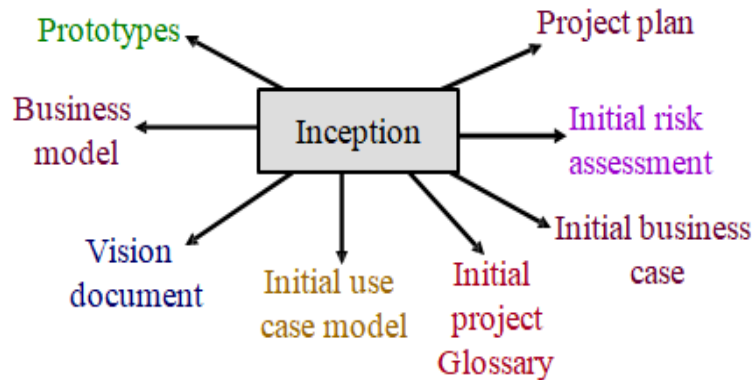 Prototypes
Project plan
Business
model
Inception
Initial risk
assessment
Vision
document
Initial use
case model
Initial
project
Glossary
Initial business
case